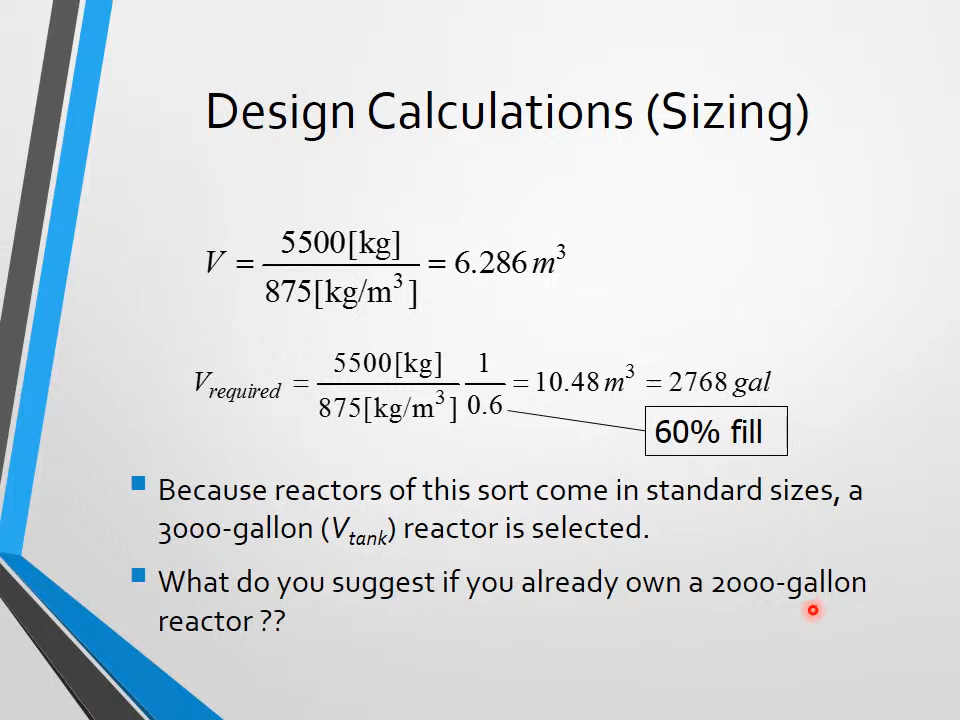 Design Calculations (Sizing)
V = 5500[kg] / 875[kg/m³] = 6.286 m³
V_required = 5500[kg] / 875[kg/m³] 1 / 0.6 = 10.48 m³ = 2768 gal
60% fill
Because reactors of this sort come in standard sizes, a
3000-gallon (V_tank) reactor is selected.
What do you suggest if you already own a 2000-gallon
reactor ??